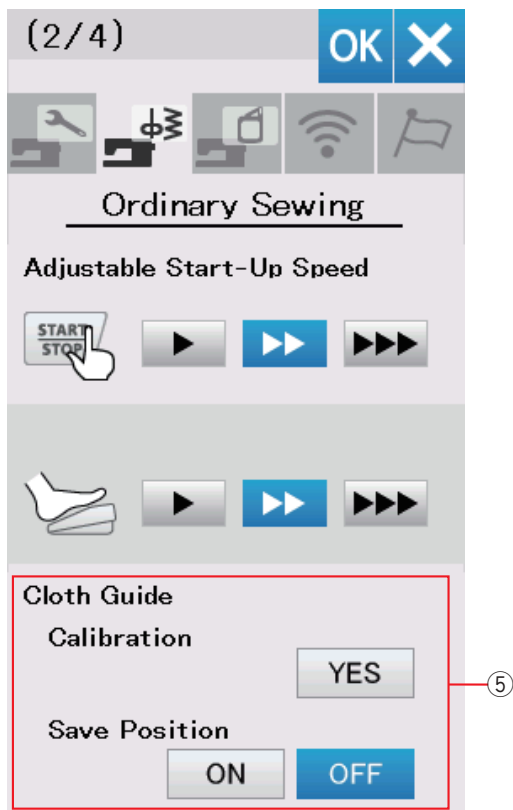 (2/4)
OK
Ordinary Sewing
Adjustable Start-Up Speed
START
STOP
Cloth Guide
Calibration
YES
⑤
Save Position
ON OFF